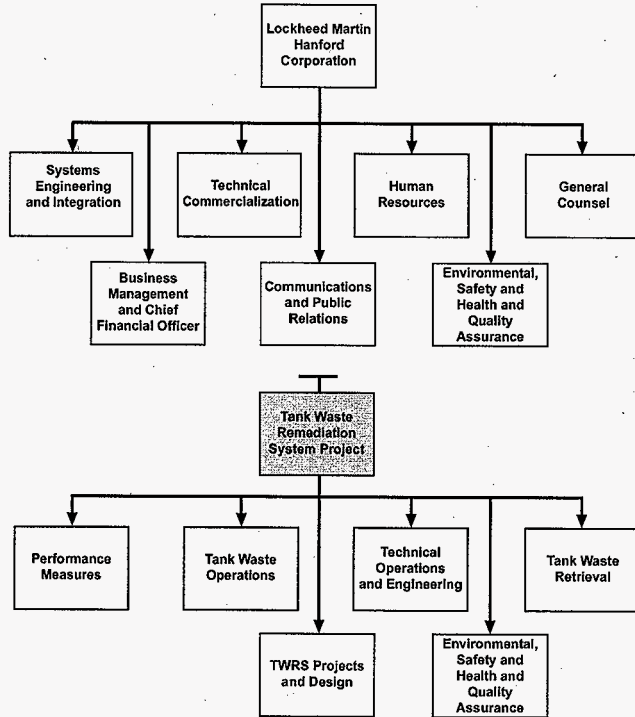 Lockheed Martin
Hanford
Corporation
Systems
Engineering
and Integration
Technical
Commercialization
Human
Resources
General
Counsel
Business
Management
and Chief
Financial Officer
Communications
and Public
Relations
Environmental,
Safety and
Health and
Quality
Assurance
Tank Waste
Remediation
System Project
Performance
Measures
Tank Waste
Operations
Technical
Operations
and Engineering
Tank Waste
Retrieval
TWRS Projects
and Design
Environmental,
Safety and
Health and
Quality
Assurance